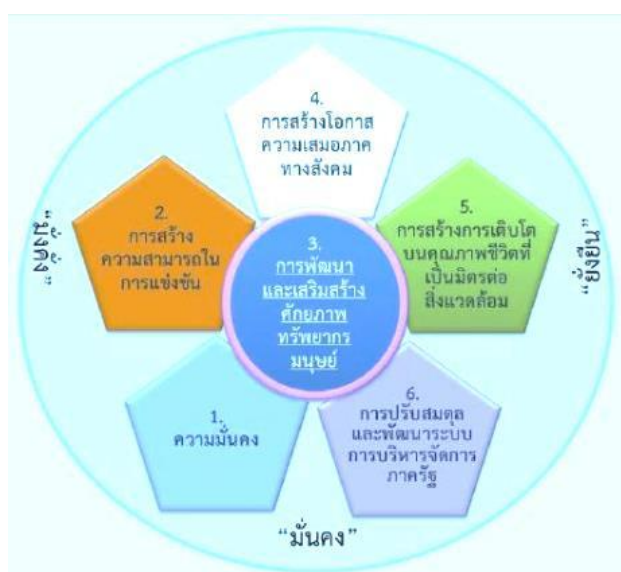 4.
การสร้างโอกาส
ความเสมอภาค
ทางสังคม
2.
การสร้าง
ความสามารถใน
การแข่งขัน
3.
การพัฒนา
และเสริมสร้าง
ศักยภาพ
ทรัพยากร
มนุษย์
5.
การสร้างการเติบโต
บนคุณภาพชีวิตที่
เป็นมิตรต่อ
สิ่งแวดล้อม
1.
ความมั่นคง
6.
การปรับสมดุล
และพัฒนาระบบ
การบริหารจัดการ
ภาครัฐ
“มั่งคั่ง”
“ยั่งยืน”
“มั่นคง”